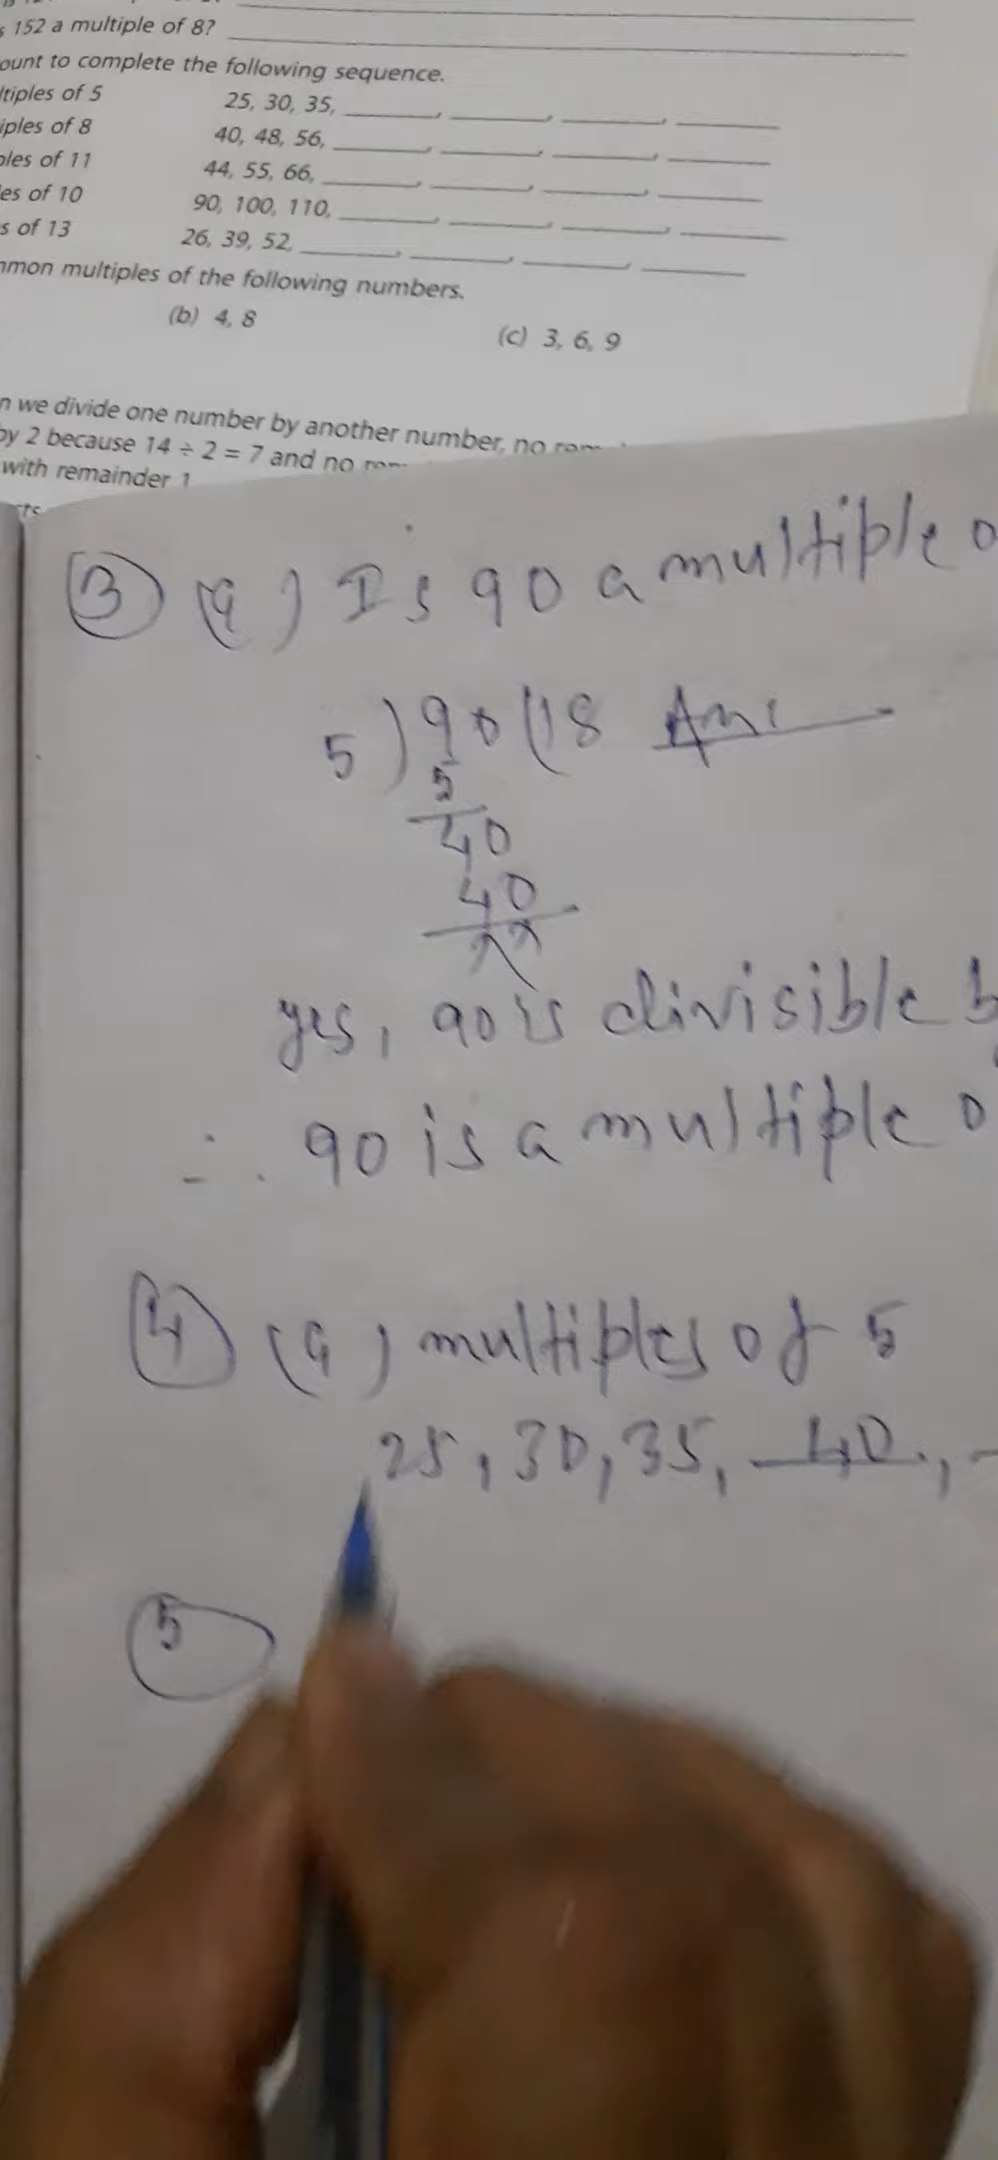 152 a multiple of 8?
ount to complete the following sequence.
ltiples of 5 25, 30, 35,
iples of 8 40, 48, 56,
ples of 11 44, 55, 66,
es of 10 90, 100, 110,
s of 13 26, 39, 52,
mmon multiples of the following numbers.
(b) 4, 8 (c) 3, 6, 9
n we divide one number by another number, no
by 2 because 14 ÷ 2 = 7 and no
with remainder 1
3 (a) Is 90 a multiple o
5)90(18 Ans
5
40
40
xx
yes, 90 is divisible b
∴ 90 is a multiple o
4 (a) multiples of 5
25, 30, 35, 40,
5